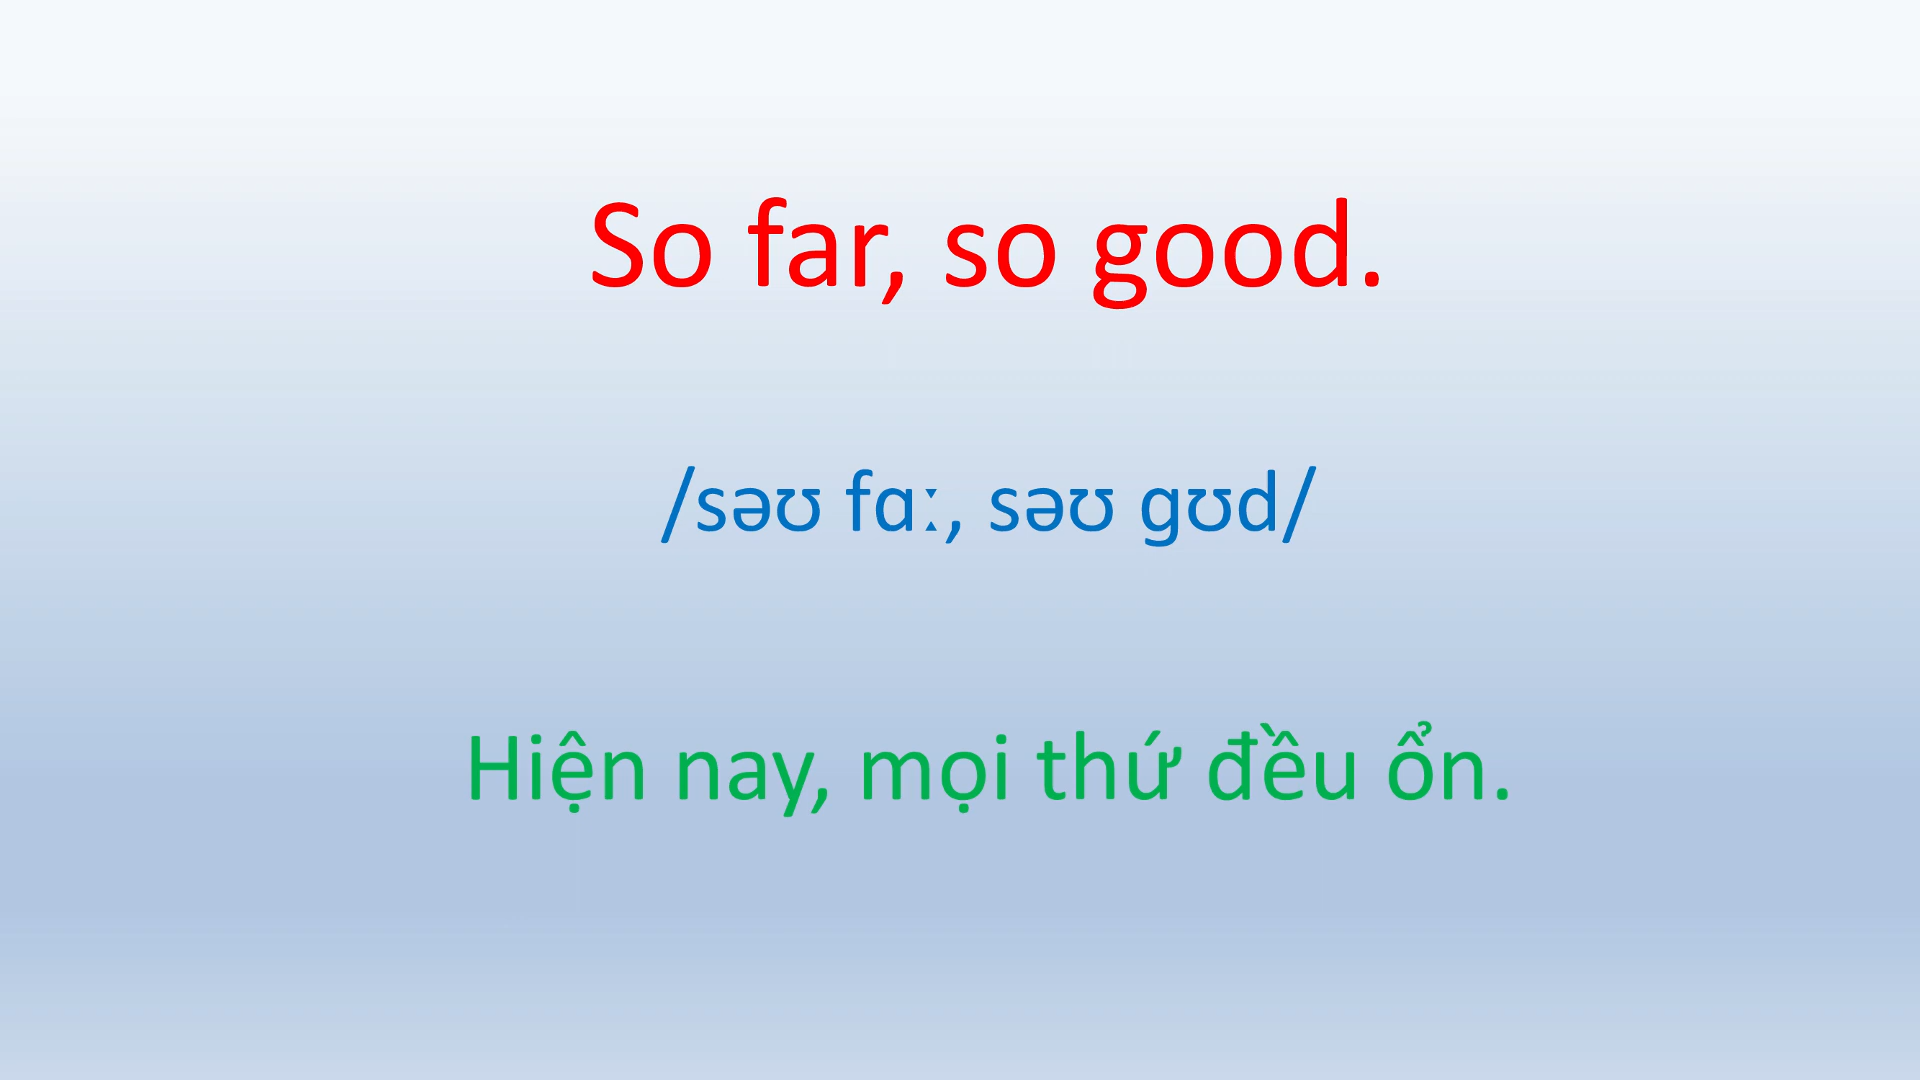 So far, so good.
/səʊ fɑː, səʊ gʊd/
Hiện nay, mọi thứ đều ổn.